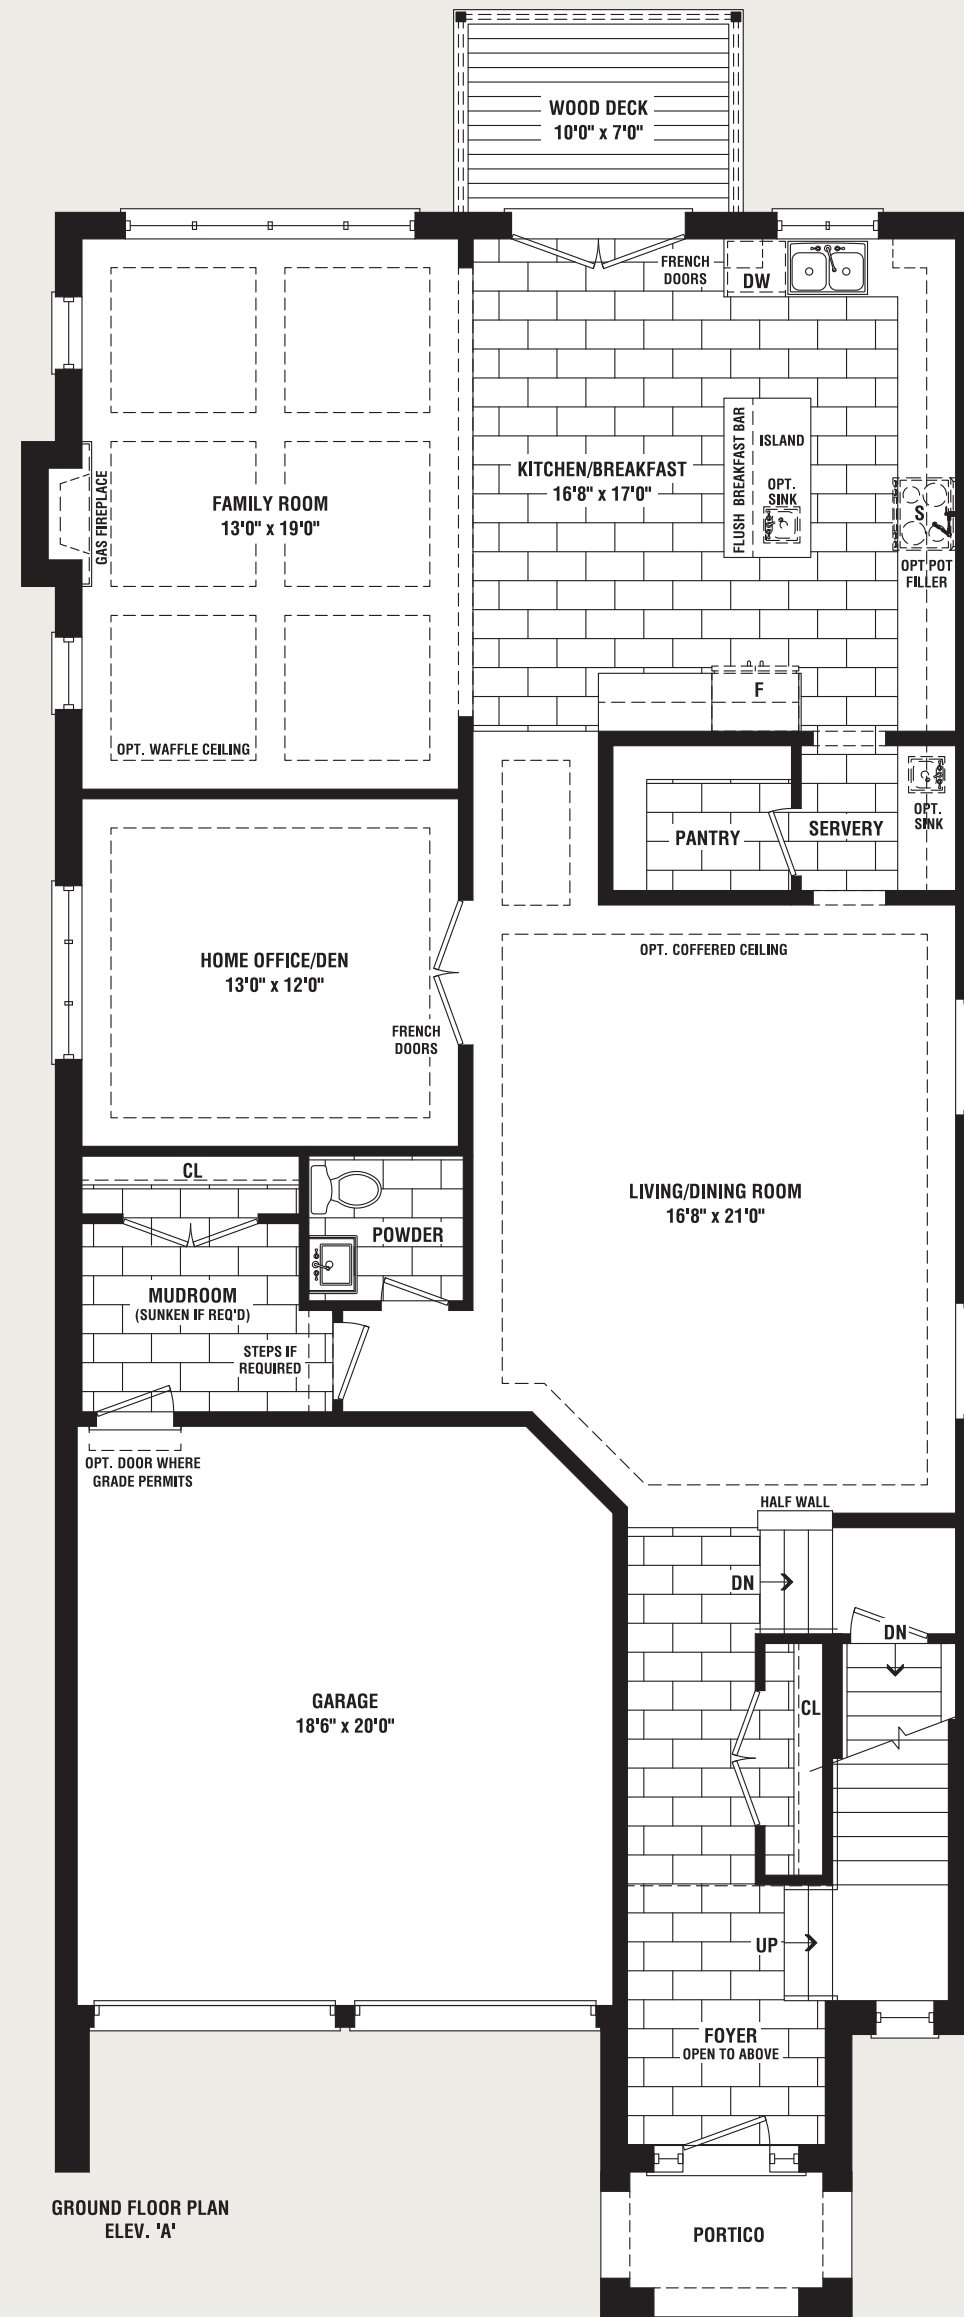 WOOD DECK
10'0" x 7'0"
FRENCH
DOORS
DW
GAS FIREPLACE
FAMILY ROOM
13'0" x 19'0"
KITCHEN/BREAKFAST
16'8" x 17'0"
FLUSH BREAKFAST BAR
ISLAND
OPT.
SINK
S
OPT POT
FILLER
F
OPT. WAFFLE CEILING
PANTRY
SERVERY
OPT.
SINK
HOME OFFICE/DEN
13'0" x 12'0"
FRENCH
DOORS
OPT. COFFERED CEILING
LIVING/DINING ROOM
16'8" x 21'0"
CL
POWDER
MUDROOM
(SUNKEN IF REQ'D)
STEPS IF
REQUIRED
OPT. DOOR WHERE
GRADE PERMITS
HALF WALL
DN
DN
GARAGE
18'6" x 20'0"
CL
UP
FOYER
OPEN TO ABOVE
GROUND FLOOR PLAN
ELEV. 'A'
PORTICO